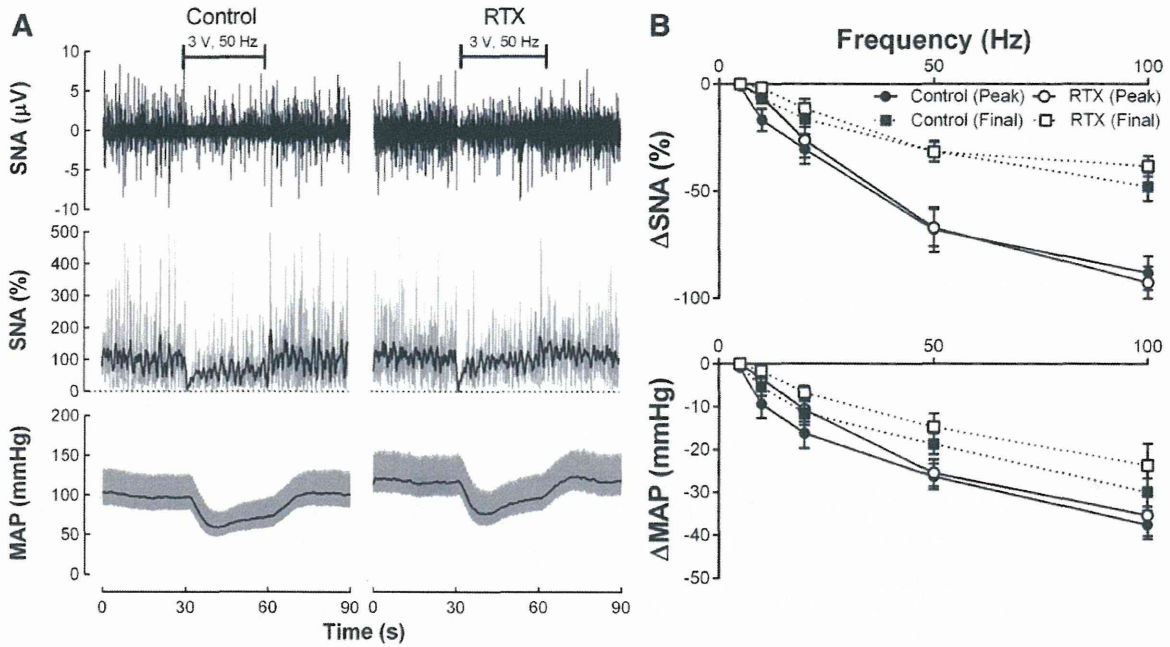 A
Control
RTX
3 V, 50 Hz
3 V, 50 Hz
SNA (µV)
10
5
0
-5
-10
SNA (%)
500
400
300
200
100
0
MAP (mmHg)
200
150
100
50
0
0 30 60 90
0 30 60 90
Time (s)
B
Frequency (Hz)
0 50 100
Control (Peak) RTX (Peak)
Control (Final) RTX (Final)
ΔSNA (%)
0
-50
-100
0 50 100
ΔMAP (mmHg)
0
-10
-20
-30
-40
-50